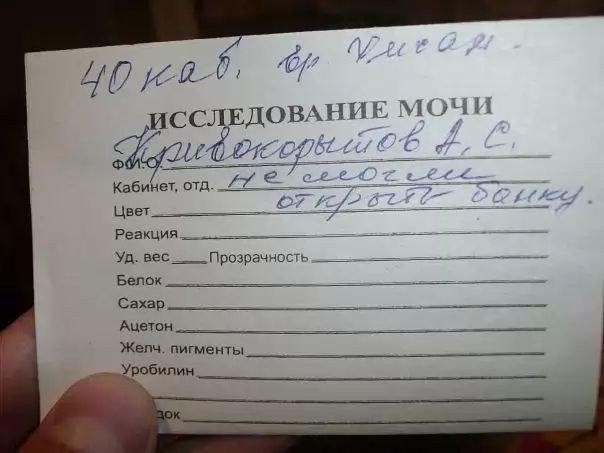 40 каб. вр.
ИССЛЕДОВАНИЕ МОЧИ
Ф.И.О. Кривокорытов А. С.
Кабинет, отд. не могли
Цвет открыть банку.
Реакция
Уд. вес Прозрачность
Белок
Сахар
Ацетон
Желч. пигменты
Уробилин